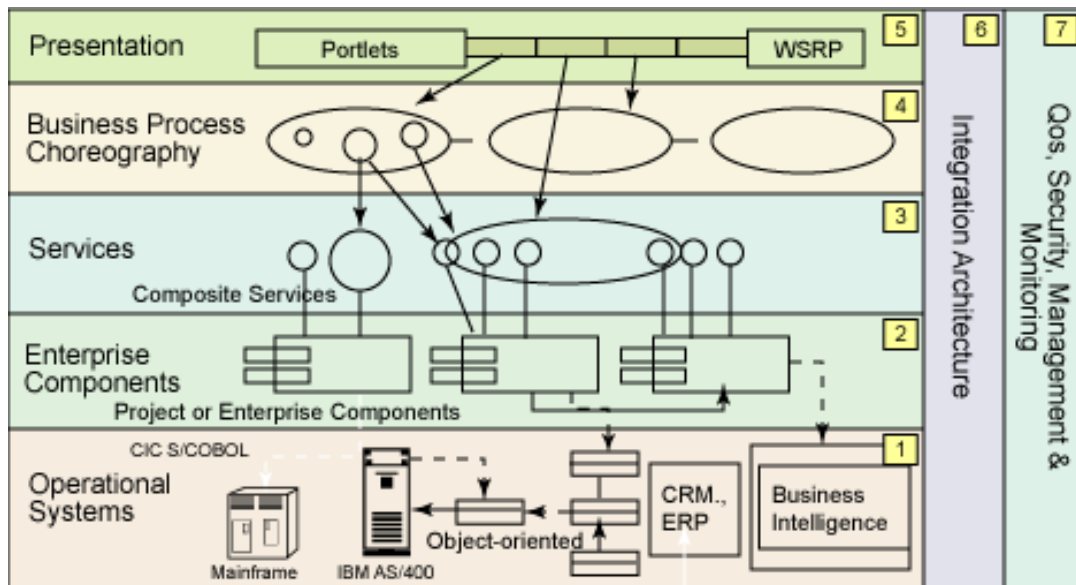 Presentation
Portlets
WSRP
5
Business Process
Choreography
4
Services
Composite Services
3
Enterprise
Components
Project or Enterprise Components
2
CIC S/COBOL
Operational
Systems
Mainframe
IBM AS/400
Object-oriented
CRM.,
ERP
Business
Intelligence
1
6
Integration Architecture
7
Qos, Security, Management &
Monitoring